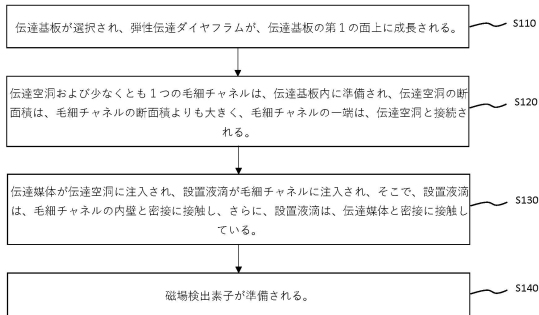 伝達基板が選択され、弾性伝達ダイヤフラムが、伝達基板の第１の面上に成長される。
S110
伝達空洞および少なくとも１つの毛細チャネルは、伝達基板内に準備され、伝達空洞の断
面積は、毛細チャネルの断面積よりも大きく、毛細チャネルの一端は、伝達空洞と接続さ
れる。
S120
伝達媒体が伝達空洞に注入され、設置液滴が毛細チャネルに注入され、そこで、設置液滴
は、毛細チャネルの内壁と密接に接触し、さらに、設置液滴は、伝達媒体と密接に接触し
ている。
S130
磁場検出素子が準備される。
S140